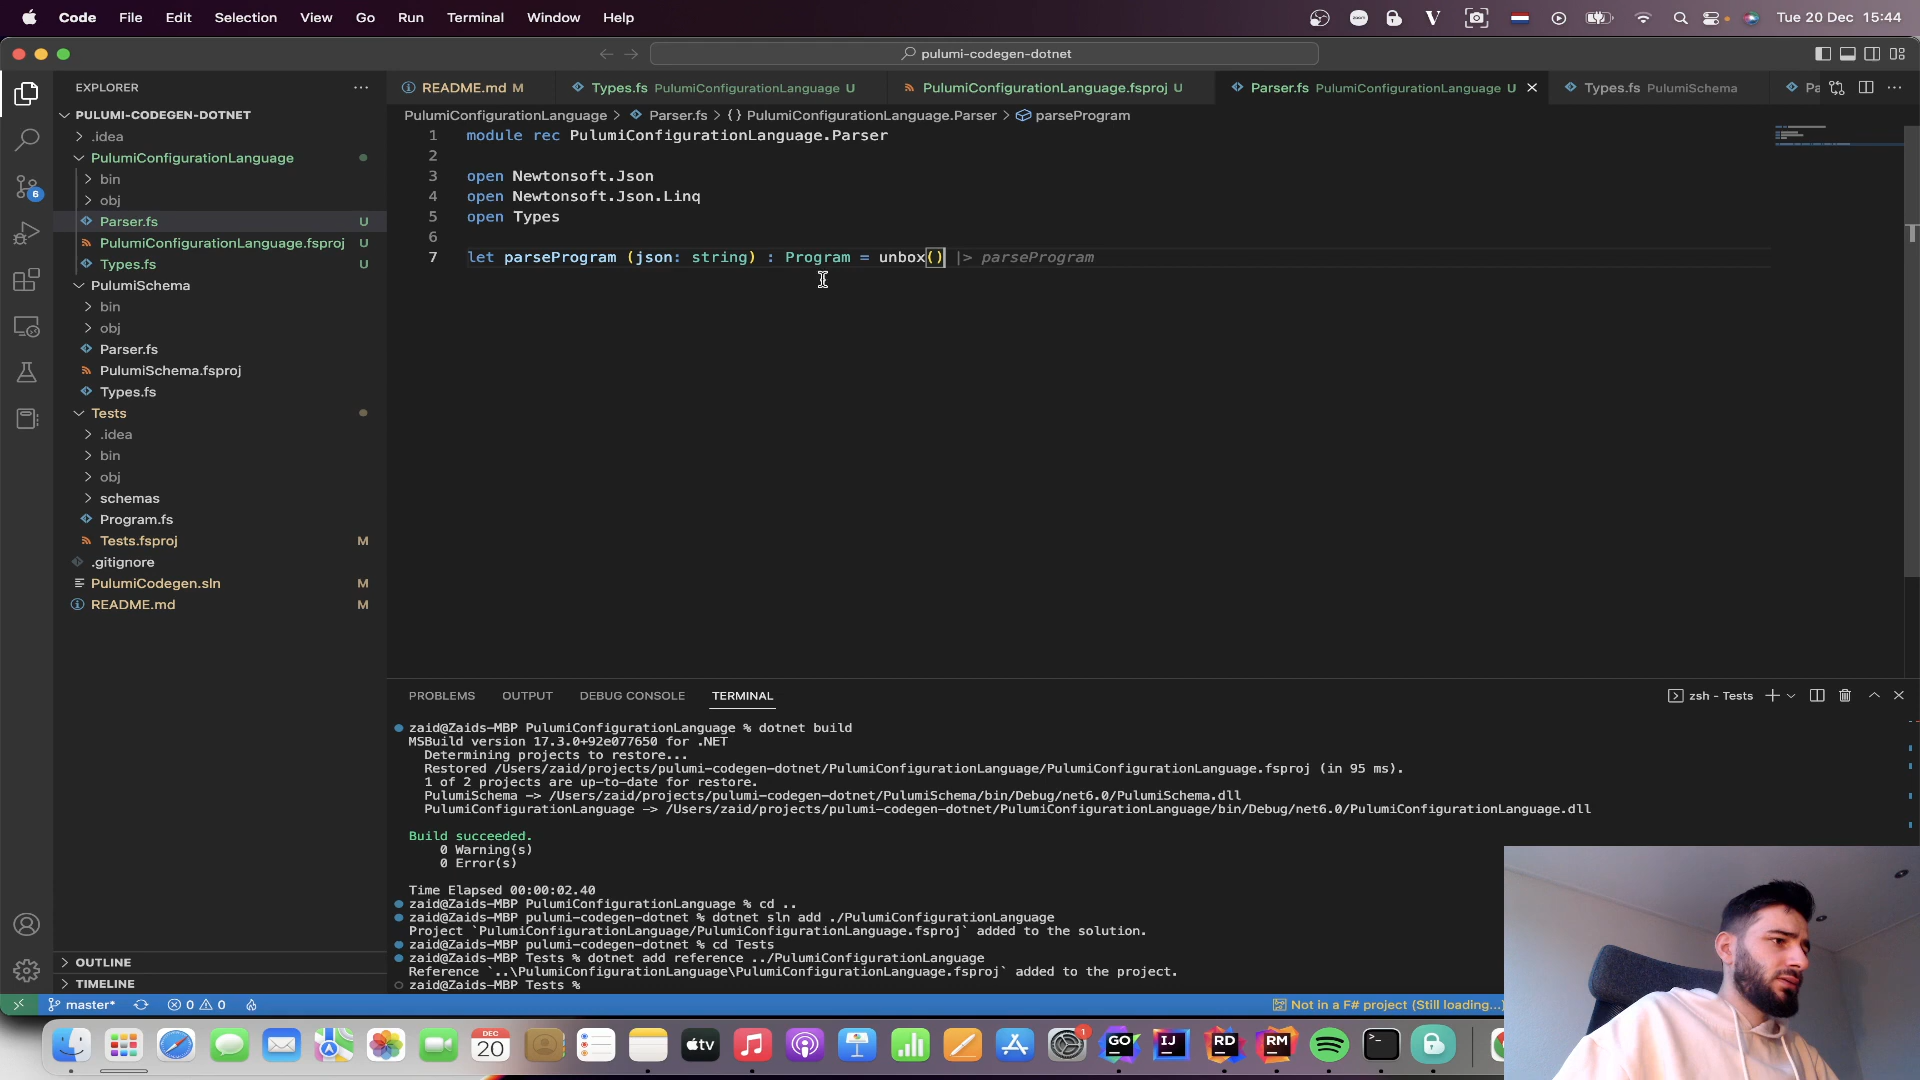 Code File Edit Selection View Go Run Terminal Window Help
Tue 20 Dec 15:44
pulumi-codegen-dotnet
EXPLORER
PULUMI-CODEGEN-DOTNET
.idea
PulumiConfigurationLanguage
bin
obj
Parser.fs U
PulumiConfigurationLanguage.fsproj U
Types.fs U
PulumiSchema
bin
obj
Parser.fs
PulumiSchema.fsproj
Types.fs
Tests
.idea
bin
obj
schemas
Program.fs
Tests.fsproj M
.gitignore
PulumiCodegen.sln M
README.md M
OUTLINE
TIMELINE
6
README.md M
Types.fs PulumiConfigurationLanguage U
PulumiConfigurationLanguage.fsproj U
Parser.fs PulumiConfigurationLanguage U
Types.fs PulumiSchema
Pa
PulumiConfigurationLanguage > Parser.fs > {} PulumiConfigurationLanguage.Parser > parseProgram
1 module rec PulumiConfigurationLanguage.Parser
2
3 open Newtonsoft.Json
4 open Newtonsoft.Json.Linq
5 open Types
6
7 let parseProgram (json: string) : Program = unbox() |> parseProgram
PROBLEMS OUTPUT DEBUG CONSOLE TERMINAL
zsh - Tests
zaid@Zaids-MBP PulumiConfigurationLanguage % dotnet build
MSBuild version 17.3.0+92e077650 for .NET
Determining projects to restore...
Restored /Users/zaid/projects/pulumi-codegen-dotnet/PulumiConfigurationLanguage/PulumiConfigurationLanguage.fsproj (in 95 ms).
1 of 2 projects are up-to-date for restore.
PulumiSchema -> /Users/zaid/projects/pulumi-codegen-dotnet/PulumiSchema/bin/Debug/net6.0/PulumiSchema.dll
PulumiConfigurationLanguage -> /Users/zaid/projects/pulumi-codegen-dotnet/PulumiConfigurationLanguage/bin/Debug/net6.0/PulumiConfigurationLanguage.dll
Build succeeded.
0 Warning(s)
0 Error(s)
Time Elapsed 00:00:02.40
zaid@Zaids-MBP PulumiConfigurationLanguage % cd ..
zaid@Zaids-MBP pulumi-codegen-dotnet % dotnet sln add ./PulumiConfigurationLanguage
Project `PulumiConfigurationLanguage/PulumiConfigurationLanguage.fsproj` added to the solution.
zaid@Zaids-MBP pulumi-codegen-dotnet % cd Tests
zaid@Zaids-MBP Tests % dotnet add reference ../PulumiConfigurationLanguage
Reference `..\PulumiConfigurationLanguage\PulumiConfigurationLanguage.fsproj` added to the project.
zaid@Zaids-MBP Tests %
master* 0 0
Not in a F# project (Still loading...)
DEC
20
tv
1
GO
IJ
RD
RM